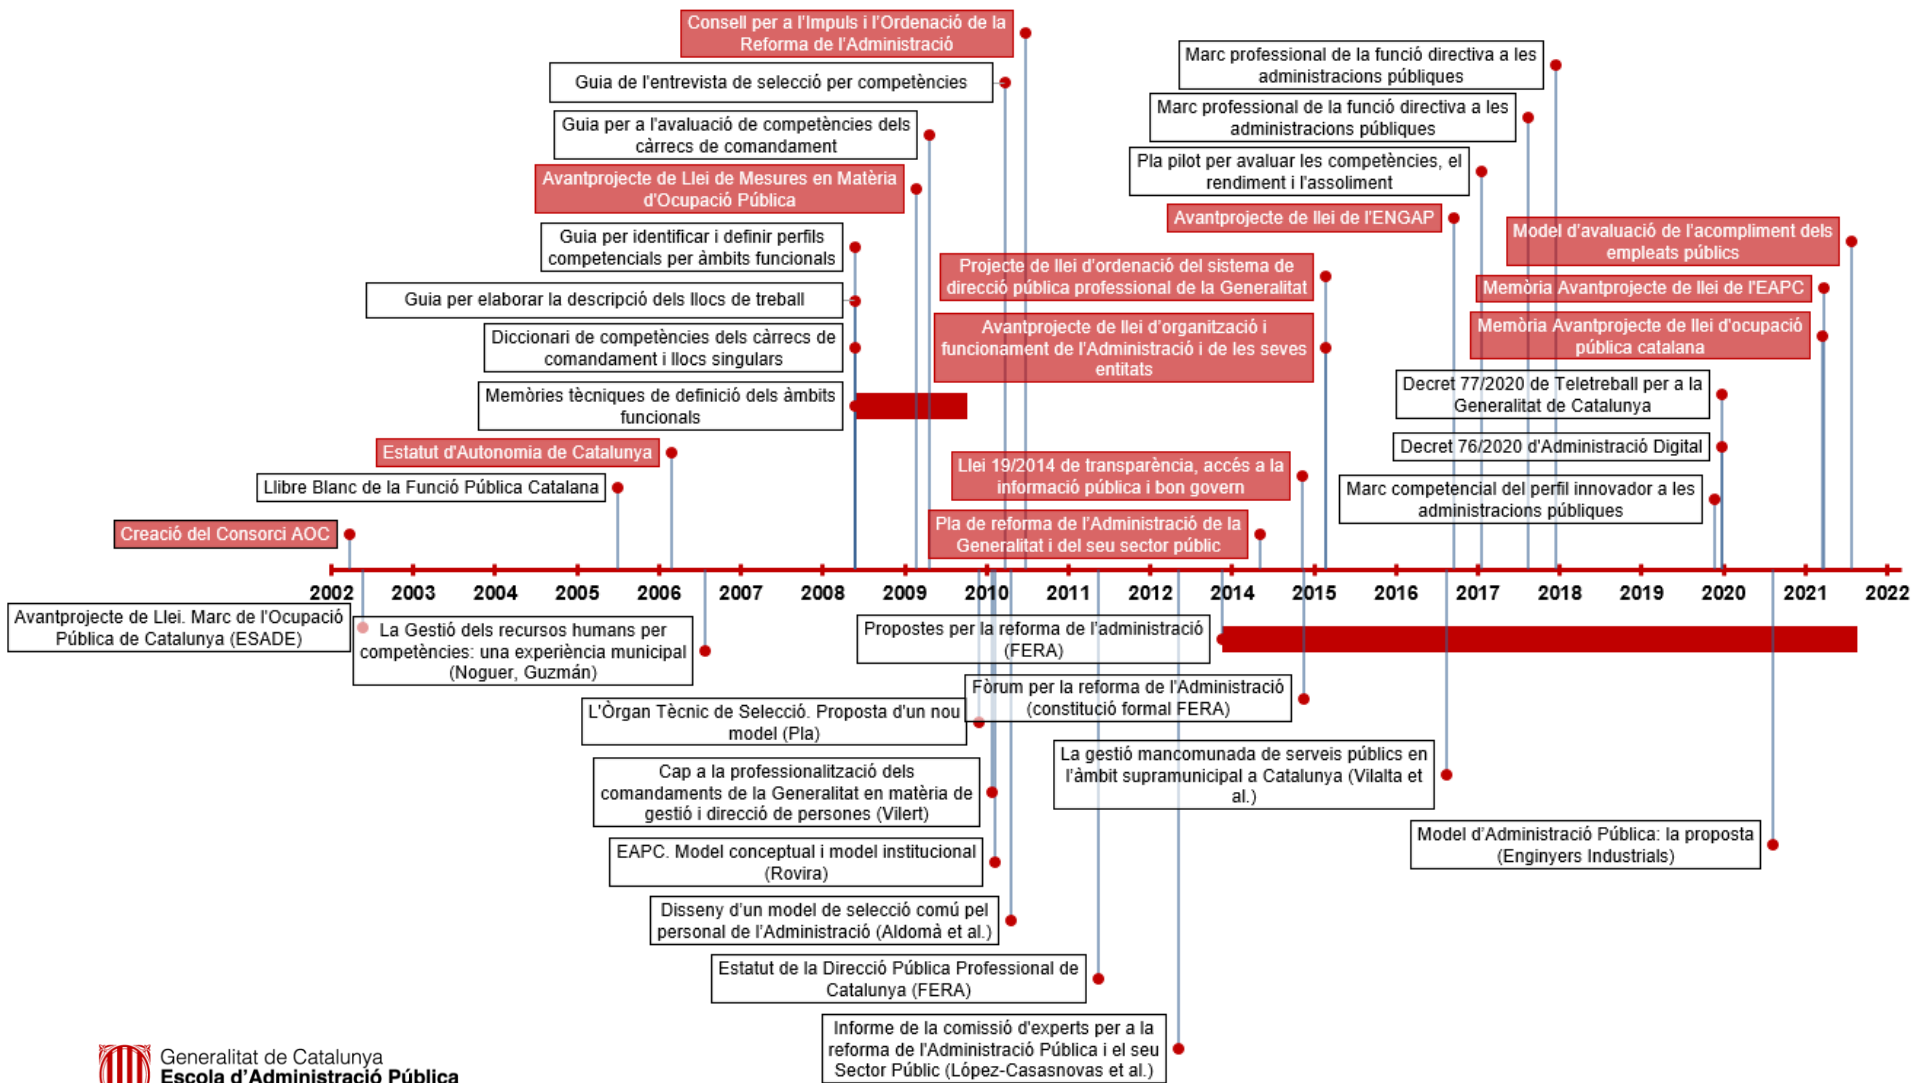 Consell per a l'Impuls i l'Ordenació de la
Reforma de l'Administració
Guia de l'entrevista de selecció per competències
Guia per a l'avaluació de competències dels
càrrecs de comandament
Avantprojecte de Llei de Mesures en Matèria
d'Ocupació Pública
Guia per identificar i definir perfils
competencials per àmbits funcionals
Guia per elaborar la descripció dels llocs de treball
Diccionari de competències dels càrrecs de
comandament i llocs singulars
Memòries tècniques de definició dels àmbits
funcionals
Estatut d'Autonomia de Catalunya
Llibre Blanc de la Funció Pública Catalana
Creació del Consorci AOC
Marc professional de la funció directiva a les
administracions públiques
Marc professional de la funció directiva a les
administracions públiques
Pla pilot per avaluar les competències, el
rendiment i l'assoliment
Avantprojecte de llei de l'ENGAP
Projecte de llei d'ordenació del sistema de
direcció pública professional de la Generalitat
Avantprojecte de llei d'organització i
funcionament de l'Administració i de les seves
entitats
Llei 19/2014 de transparència, accés a la
informació pública i bon govern
Pla de reforma de l'Administració de la
Generalitat i del seu sector públic
Model d'avaluació de l'acompliment dels
empleats públics
Memòria Avantprojecte de llei de l'EAPC
Memòria Avantprojecte de llei d'ocupació
pública catalana
Decret 77/2020 de Teletreball per a la
Generalitat de Catalunya
Decret 76/2020 d'Administració Digital
Marc competencial del perfil innovador a les
administracions públiques
2002 2003 2004 2005 2006 2007 2008 2009 2010 2011 2012 2014 2015 2016 2017 2018 2019 2020 2021 2022
Avantprojecte de Llei. Marc de l'Ocupació
Pública de Catalunya (ESADE)
La Gestió dels recursos humans per
competències: una experiència municipal
(Noguer, Guzmán)
L'Òrgan Tècnic de Selecció. Proposta d'un nou
model (Pla)
Cap a la professionalització dels
comandaments de la Generalitat en matèria de
gestió i direcció de persones (Vilert)
EAPC. Model conceptual i model institucional
(Rovira)
Disseny d'un model de selecció comú pel
personal de l'Administració (Aldomà et al.)
Estatut de la Direcció Pública Professional de
Catalunya (FERA)
Informe de la comissió d'experts per a la
reforma de l'Administració Pública i el seu
Sector Públic (López-Casasnovas et al.)
Propostes per la reforma de l'administració
(FERA)
Fòrum per la reforma de l'Administració
(constitució formal FERA)
La gestió mancomunada de serveis públics en
l'àmbit supramunicipal a Catalunya (Vilalta et
al.)
Model d'Administració Pública: la proposta
(Enginyers Industrials)
Generalitat de Catalunya
Escola d'Administració Pública